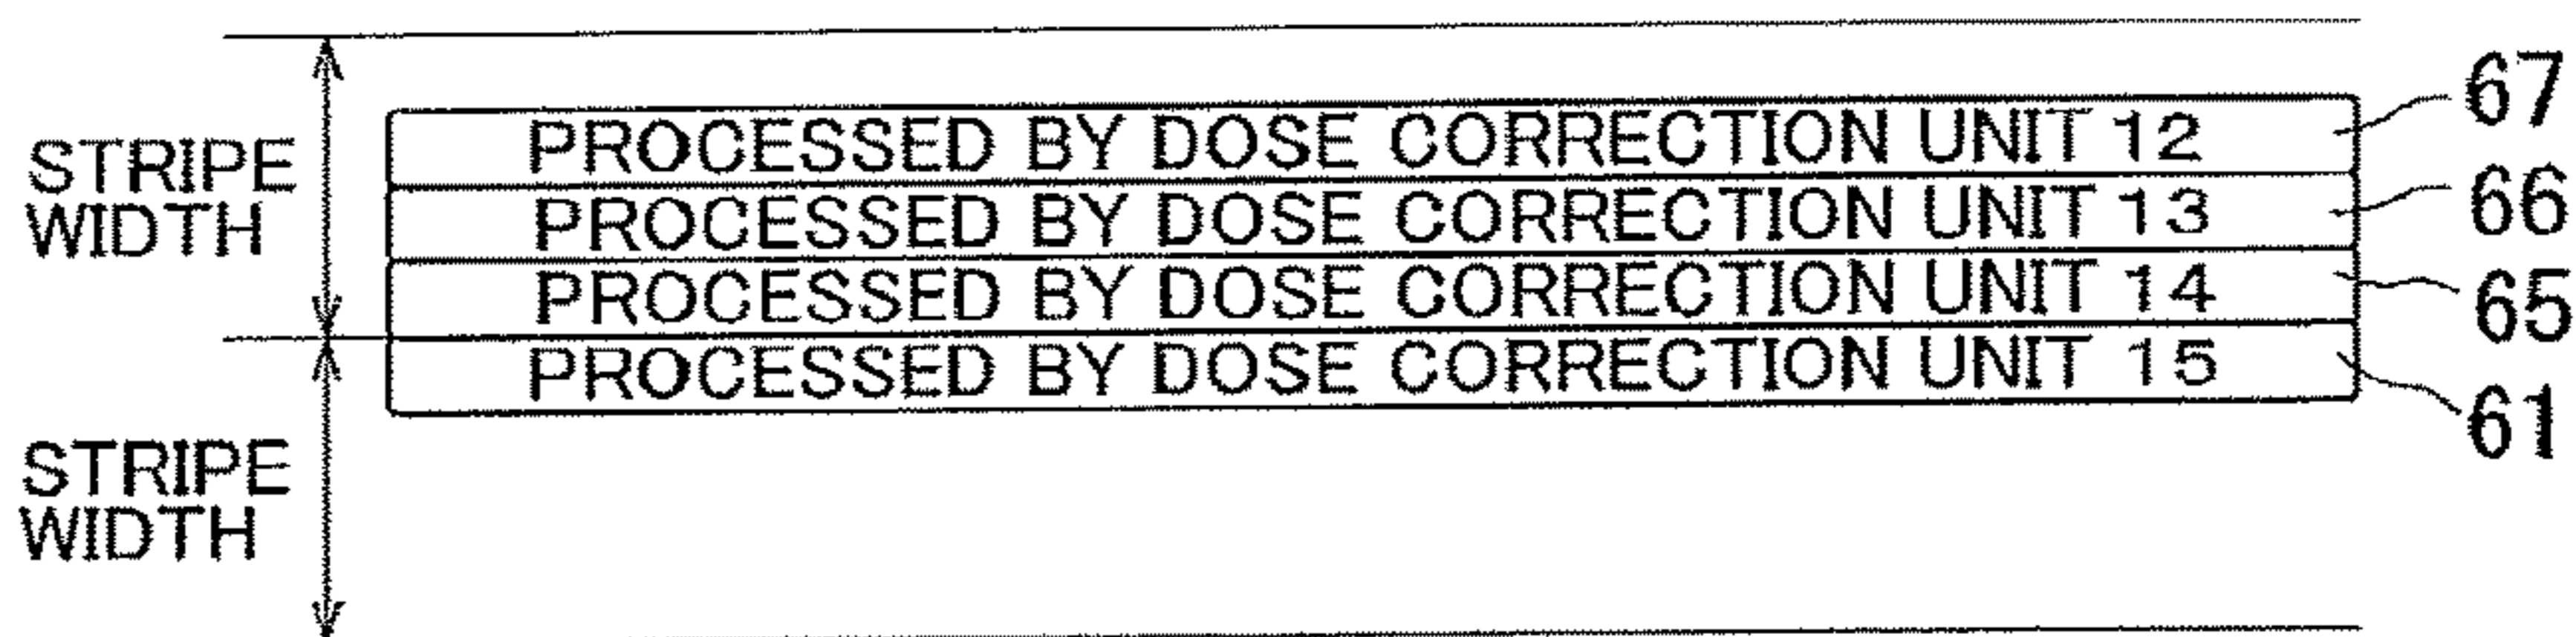 STRIPE
WIDTH
PROCESSED BY DOSE CORRECTION UNIT 12
67
PROCESSED BY DOSE CORRECTION UNIT 13
66
PROCESSED BY DOSE CORRECTION UNIT 14
65
PROCESSED BY DOSE CORRECTION UNIT 15
61
STRIPE
WIDTH